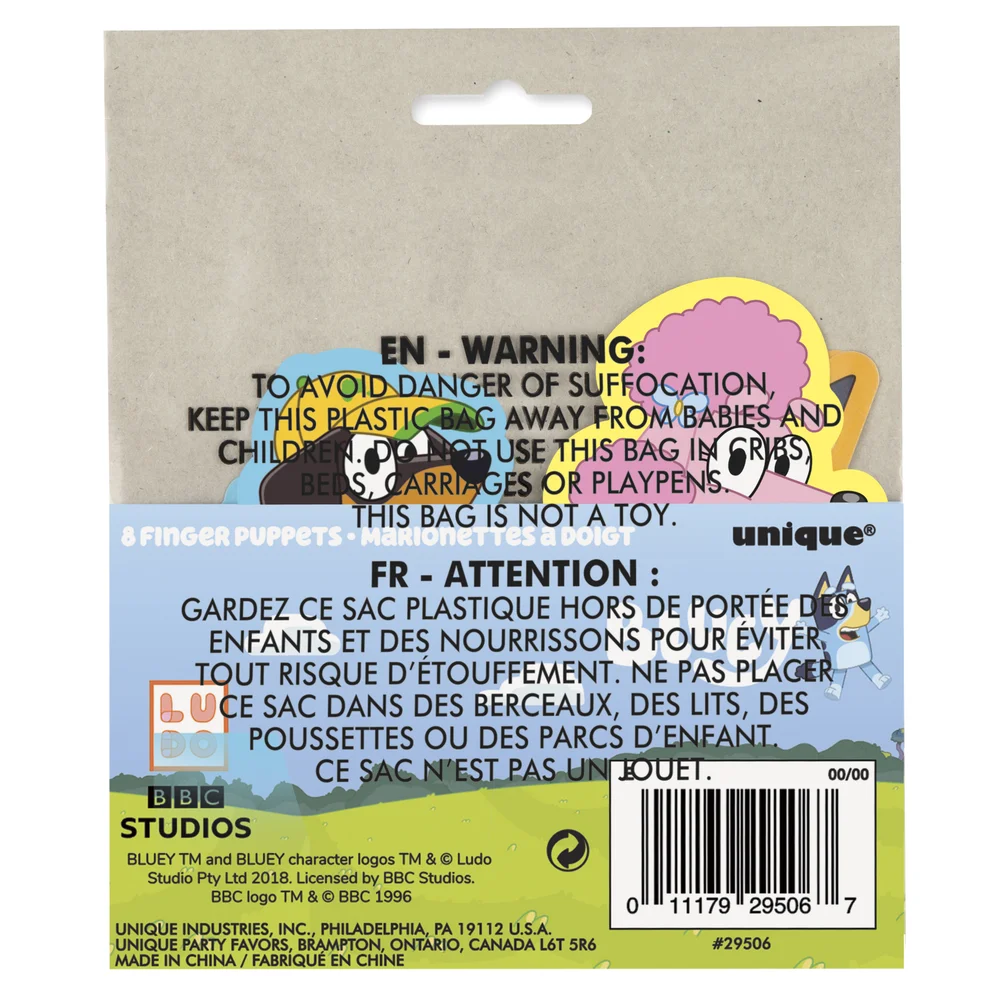 EN - WARNING:
TO AVOID DANGER OF SUFFOCATION,
KEEP THIS PLASTIC BAG AWAY FROM BABIES AND
CHILDREN. DO NOT USE THIS BAG IN CRIBS,
BEDS, CARRIAGES OR PLAYPENS.
THIS BAG IS NOT A TOY.
8 FINGER PUPPETS • MARIONETTES À DOIGT
unique®
FR - ATTENTION :
GARDEZ CE SAC PLASTIQUE HORS DE PORTÉE DES
ENFANTS ET DES NOURRISSONS POUR ÉVITER
TOUT RISQUE D'ÉTOUFFEMENT. NE PAS PLACER
CE SAC DANS DES BERCEAUX, DES LITS, DES
POUSSETTES OU DES PARCS D'ENFANT.
CE SAC N'EST PAS UN JOUET.
BLUEY
LUDO
BBC
STUDIOS
BLUEY TM and BLUEY character logos TM & © Ludo
Studio Pty Ltd 2018. Licensed by BBC Studios.
BBC logo TM & © BBC 1996
UNIQUE INDUSTRIES, INC., PHILADELPHIA, PA 19112 U.S.A.
UNIQUE PARTY FAVORS, BRAMPTON, ONTARIO, CANADA L6T 5R6
MADE IN CHINA / FABRIQUÉ EN CHINE
E
00/00
0 11179 29506 7
#29506